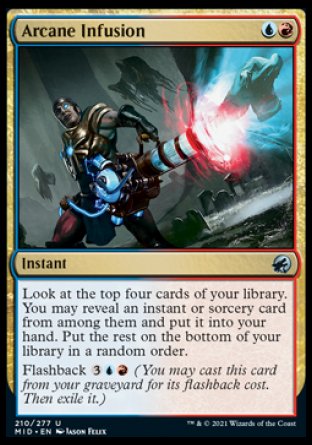 Arcane Infusion
Instant
Look at the top four cards of your library.
You may reveal an instant or sorcery card
from among them and put it into your
hand. Put the rest on the bottom of your
library in a random order.
Flashback 3 (You may cast this card
from your graveyard for its flashback cost.
Then exile it.)
210/277 U
MID • EN Jason Felix
™ & © 2021 Wizards of the Coast